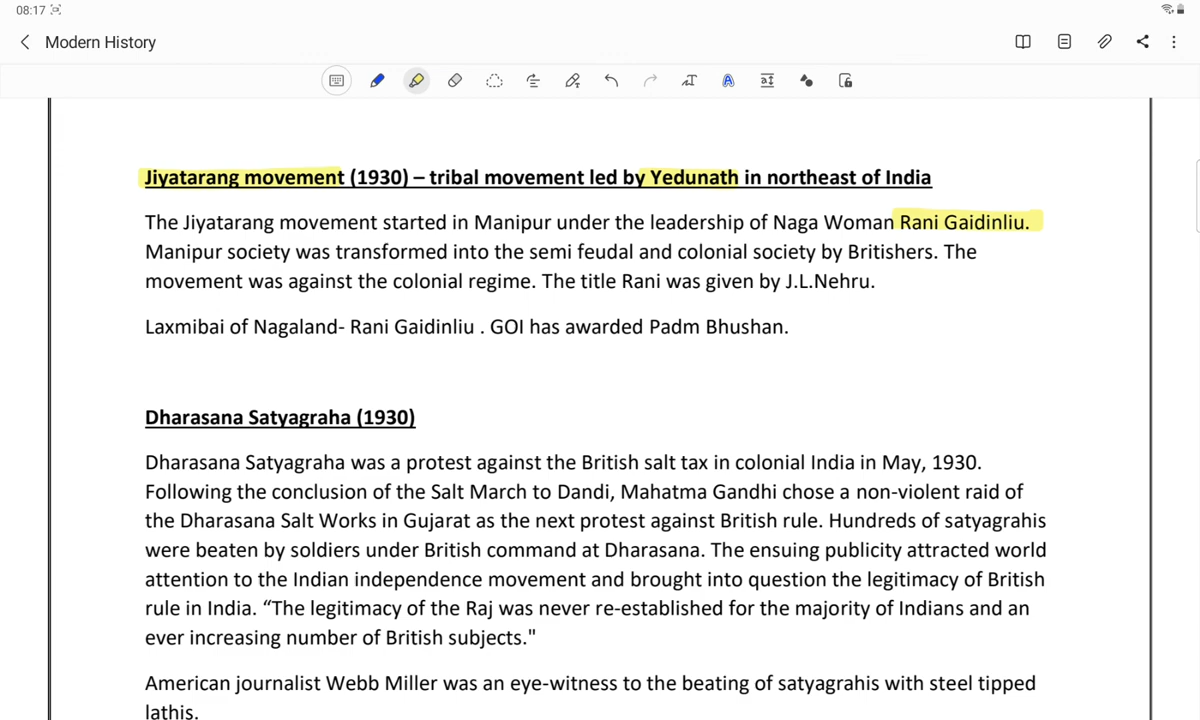 08:17
Modern History
Jiyatarang movement (1930) – tribal movement led by Yedunath in northeast of India
The Jiyatarang movement started in Manipur under the leadership of Naga Woman Rani Gaidinliu.
Manipur society was transformed into the semi feudal and colonial society by Britishers. The
movement was against the colonial regime. The title Rani was given by J.L.Nehru.
Laxmibai of Nagaland- Rani Gaidinliu . GOI has awarded Padm Bhushan.
Dharasana Satyagraha (1930)
Dharasana Satyagraha was a protest against the British salt tax in colonial India in May, 1930.
Following the conclusion of the Salt March to Dandi, Mahatma Gandhi chose a non-violent raid of
the Dharasana Salt Works in Gujarat as the next protest against British rule. Hundreds of satyagrahis
were beaten by soldiers under British command at Dharasana. The ensuing publicity attracted world
attention to the Indian independence movement and brought into question the legitimacy of British
rule in India. “The legitimacy of the Raj was never re-established for the majority of Indians and an
ever increasing number of British subjects."
American journalist Webb Miller was an eye-witness to the beating of satyagrahis with steel tipped
lathis.